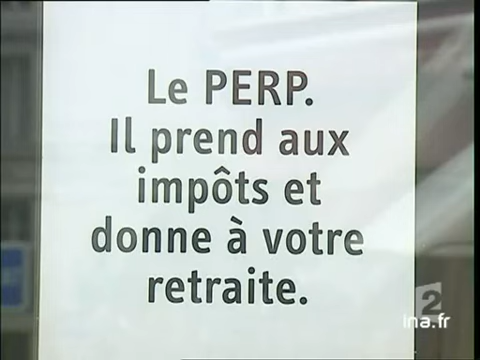 Le PERP.
Il prend aux
impôts et
donne à votre
retraite.
2
ina.fr